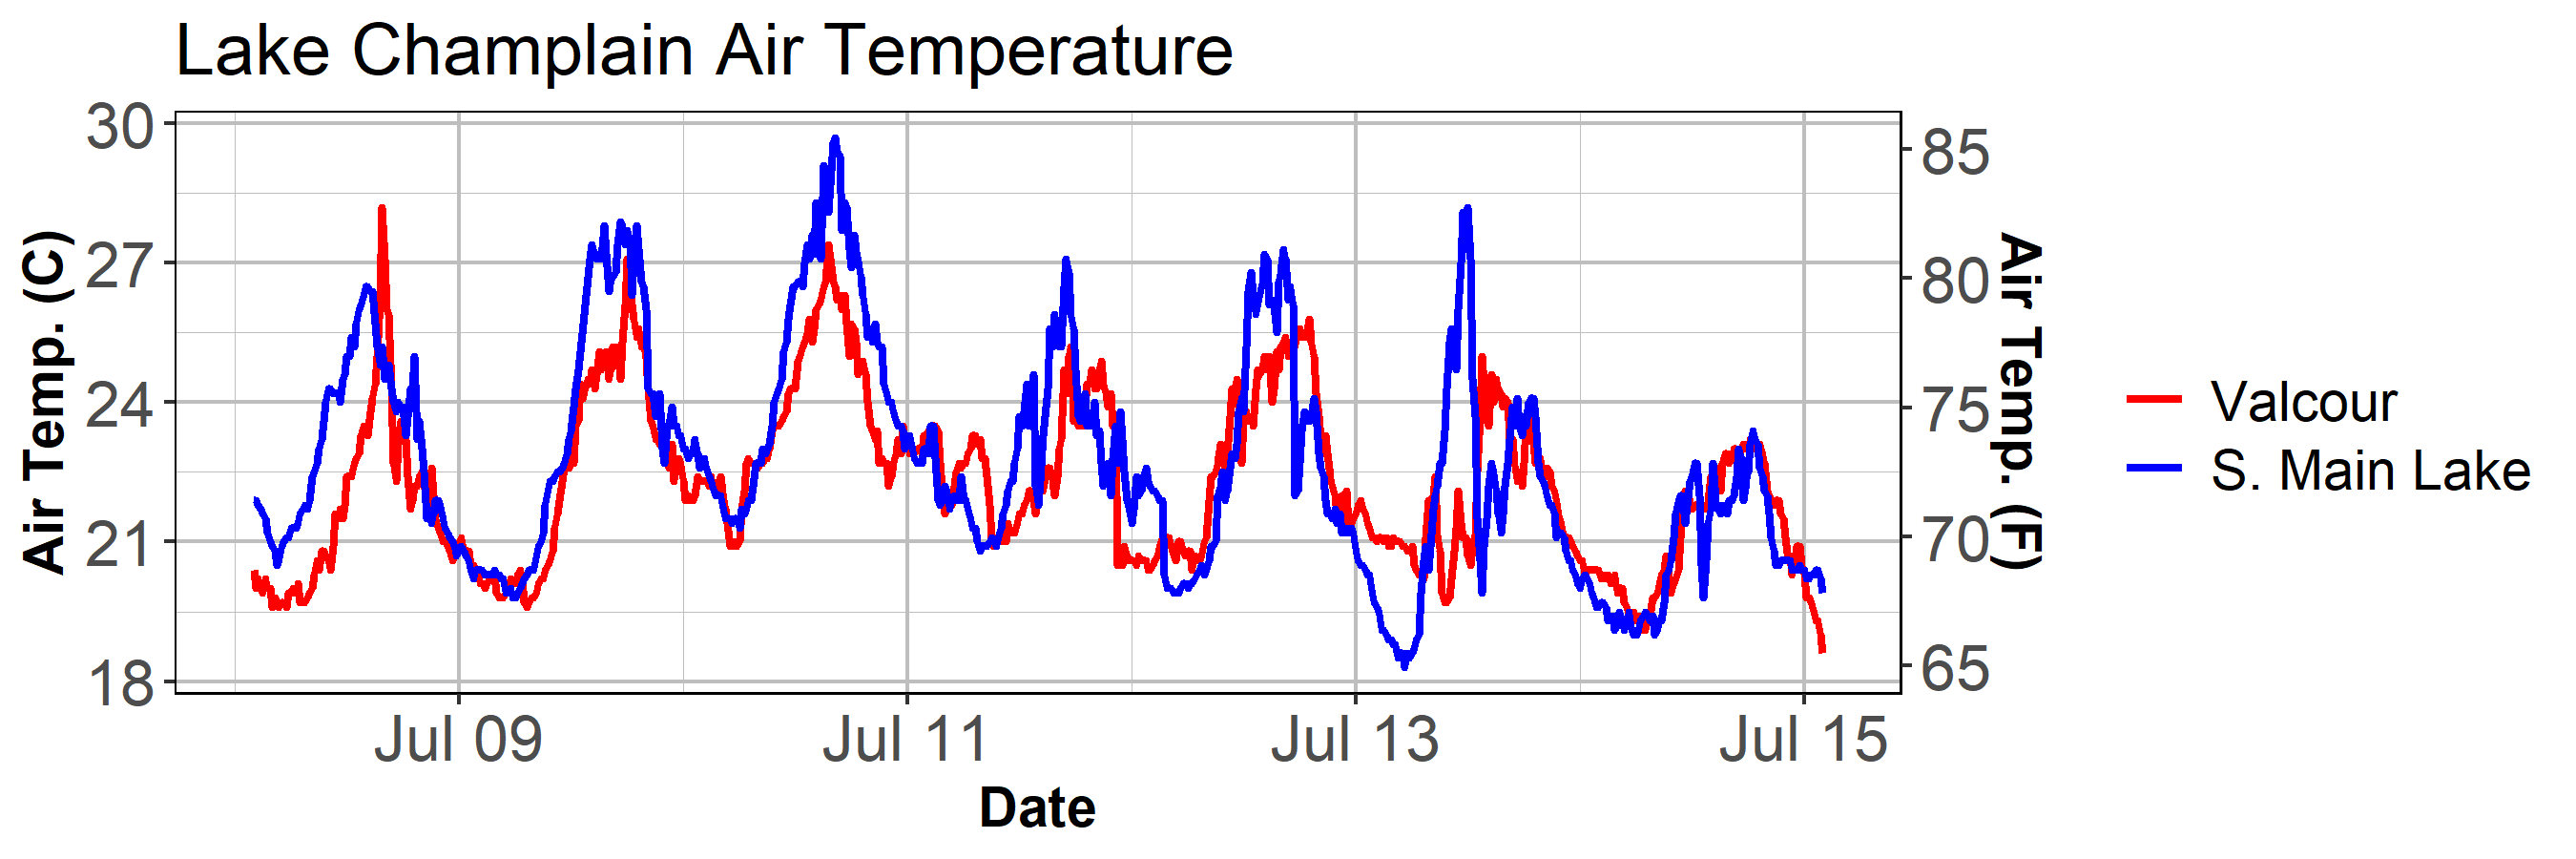 Lake Champlain Air Temperature
Air Temp. (C)
30
27
24
21
18
85
80
75
70
65
Air Temp. (F)
Jul 09
Jul 11
Jul 13
Jul 15
Date
Valcour
S. Main Lake